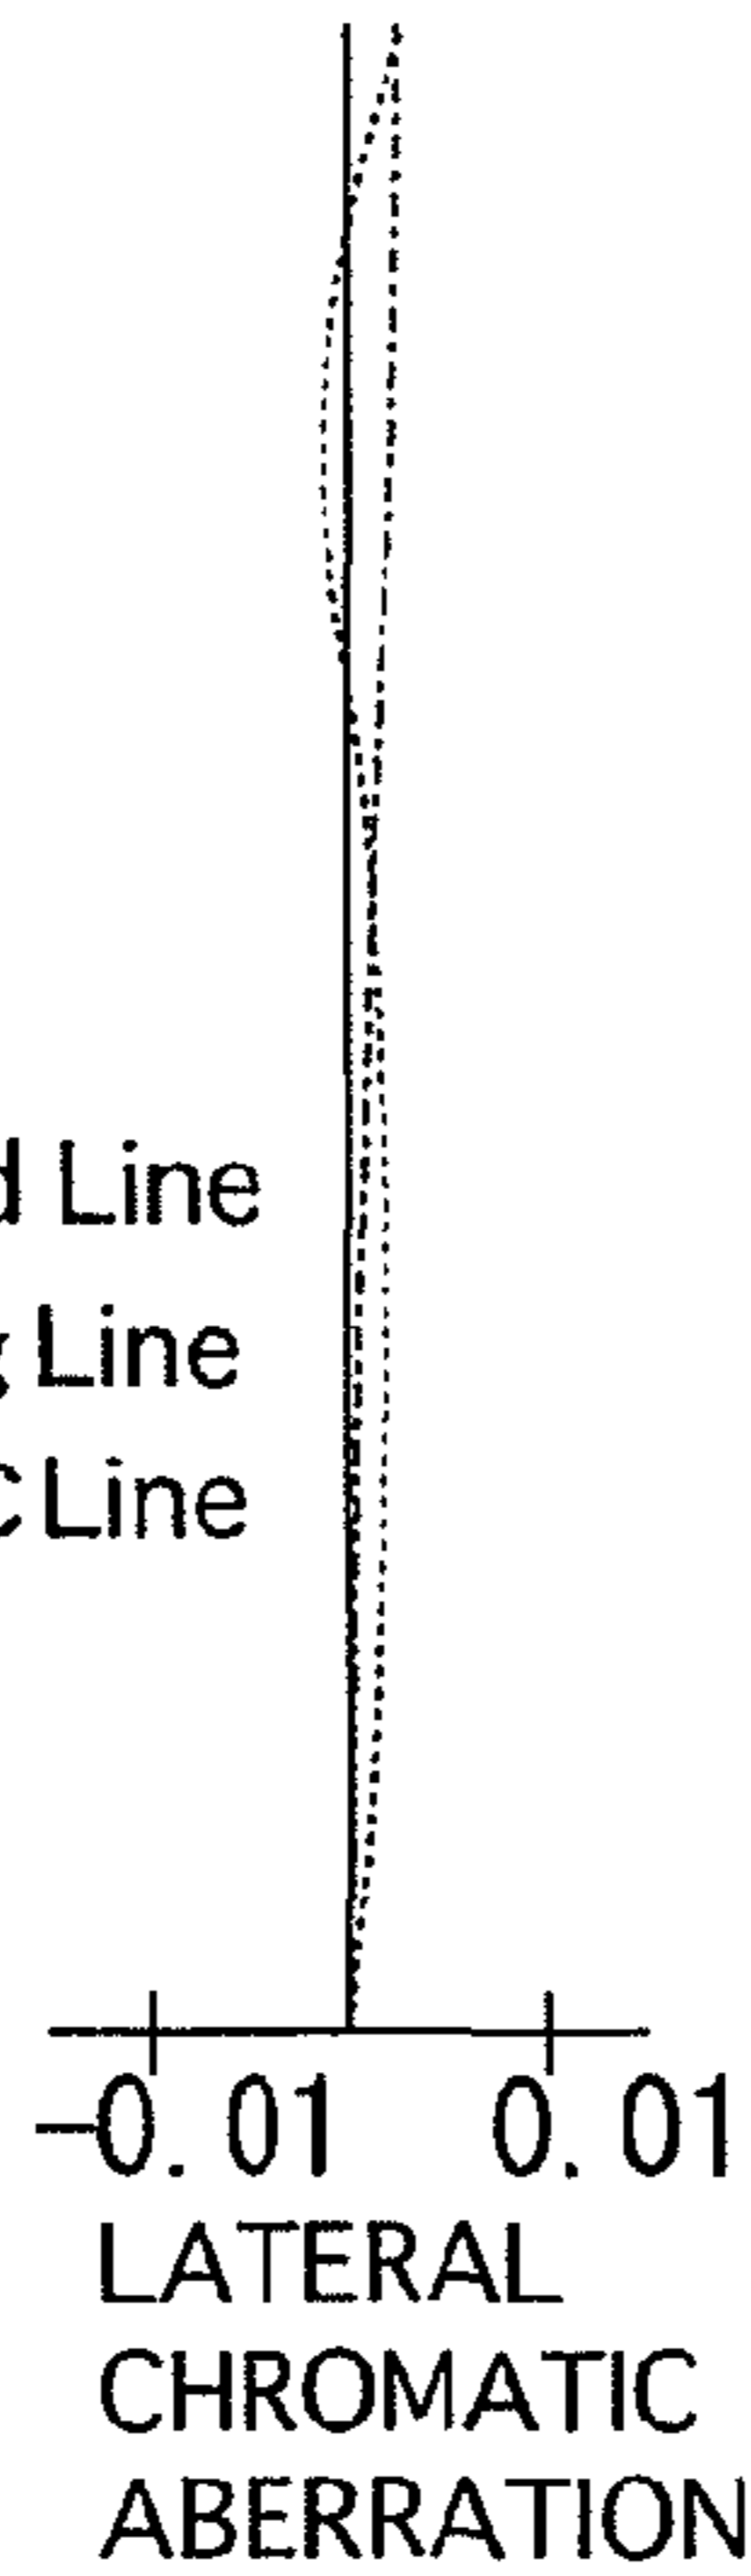 d Line
g Line
C Line
-0.01 0.01
LATERAL
CHROMATIC
ABERRATION